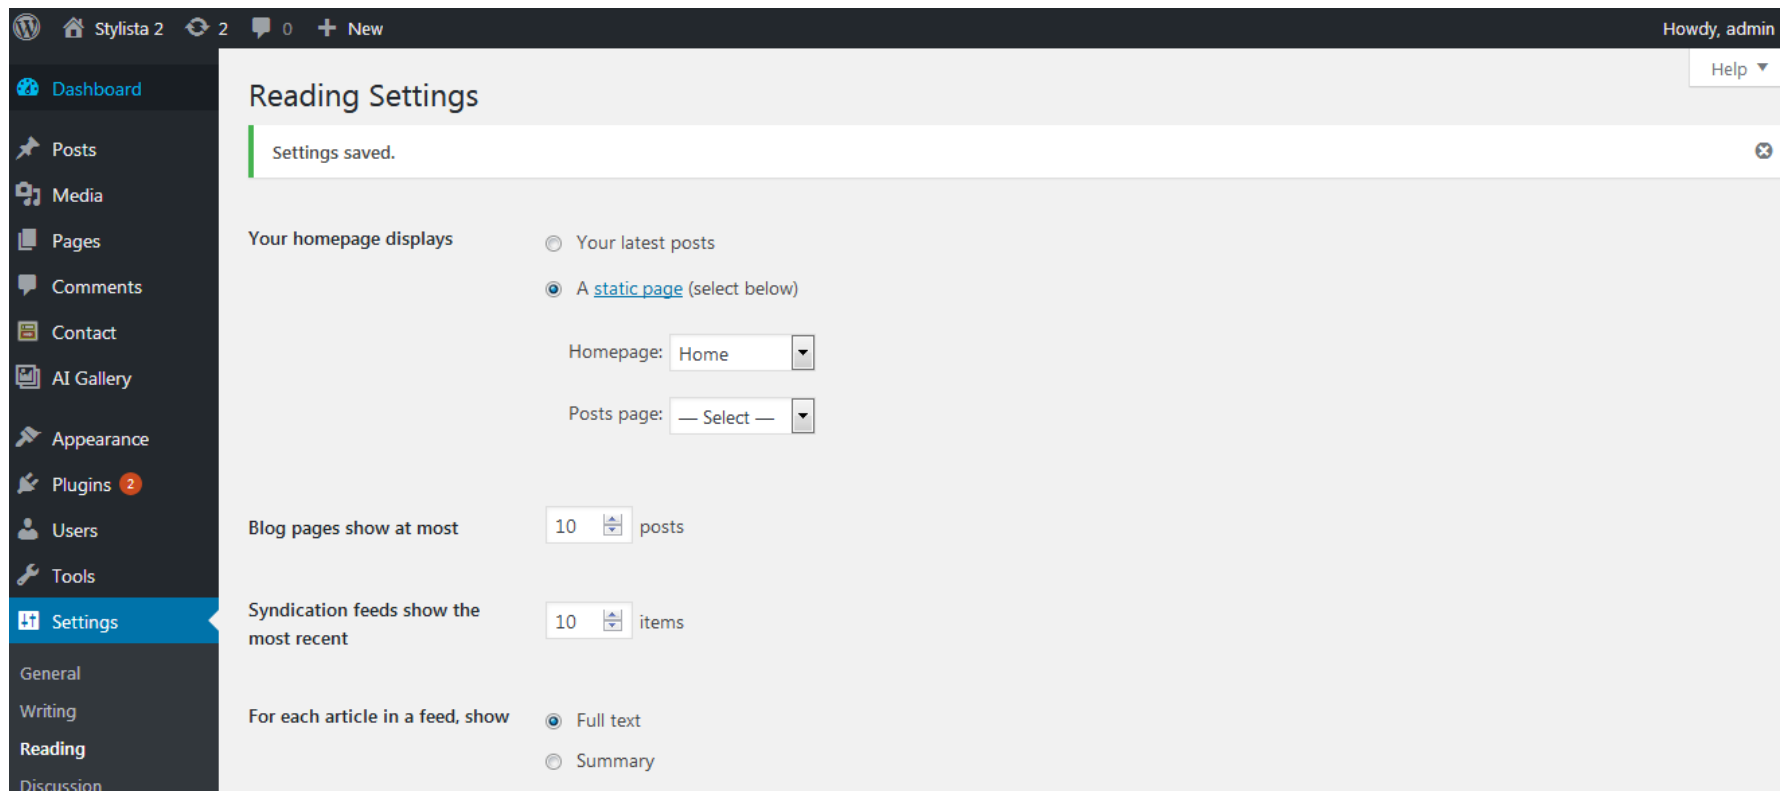 Stylista 2 2 0 New Howdy, admin
Help
Dashboard
Posts
Media
Pages
Comments
Contact
AI Gallery
Appearance
Plugins 2
Users
Tools
Settings
General
Writing
Reading
Discussion
Reading Settings
Settings saved.
Your homepage displays
Your latest posts
A static page (select below)
Homepage: Home
Posts page: — Select —
Blog pages show at most 10 posts
Syndication feeds show the
most recent
10 items
For each article in a feed, show
Full text
Summary